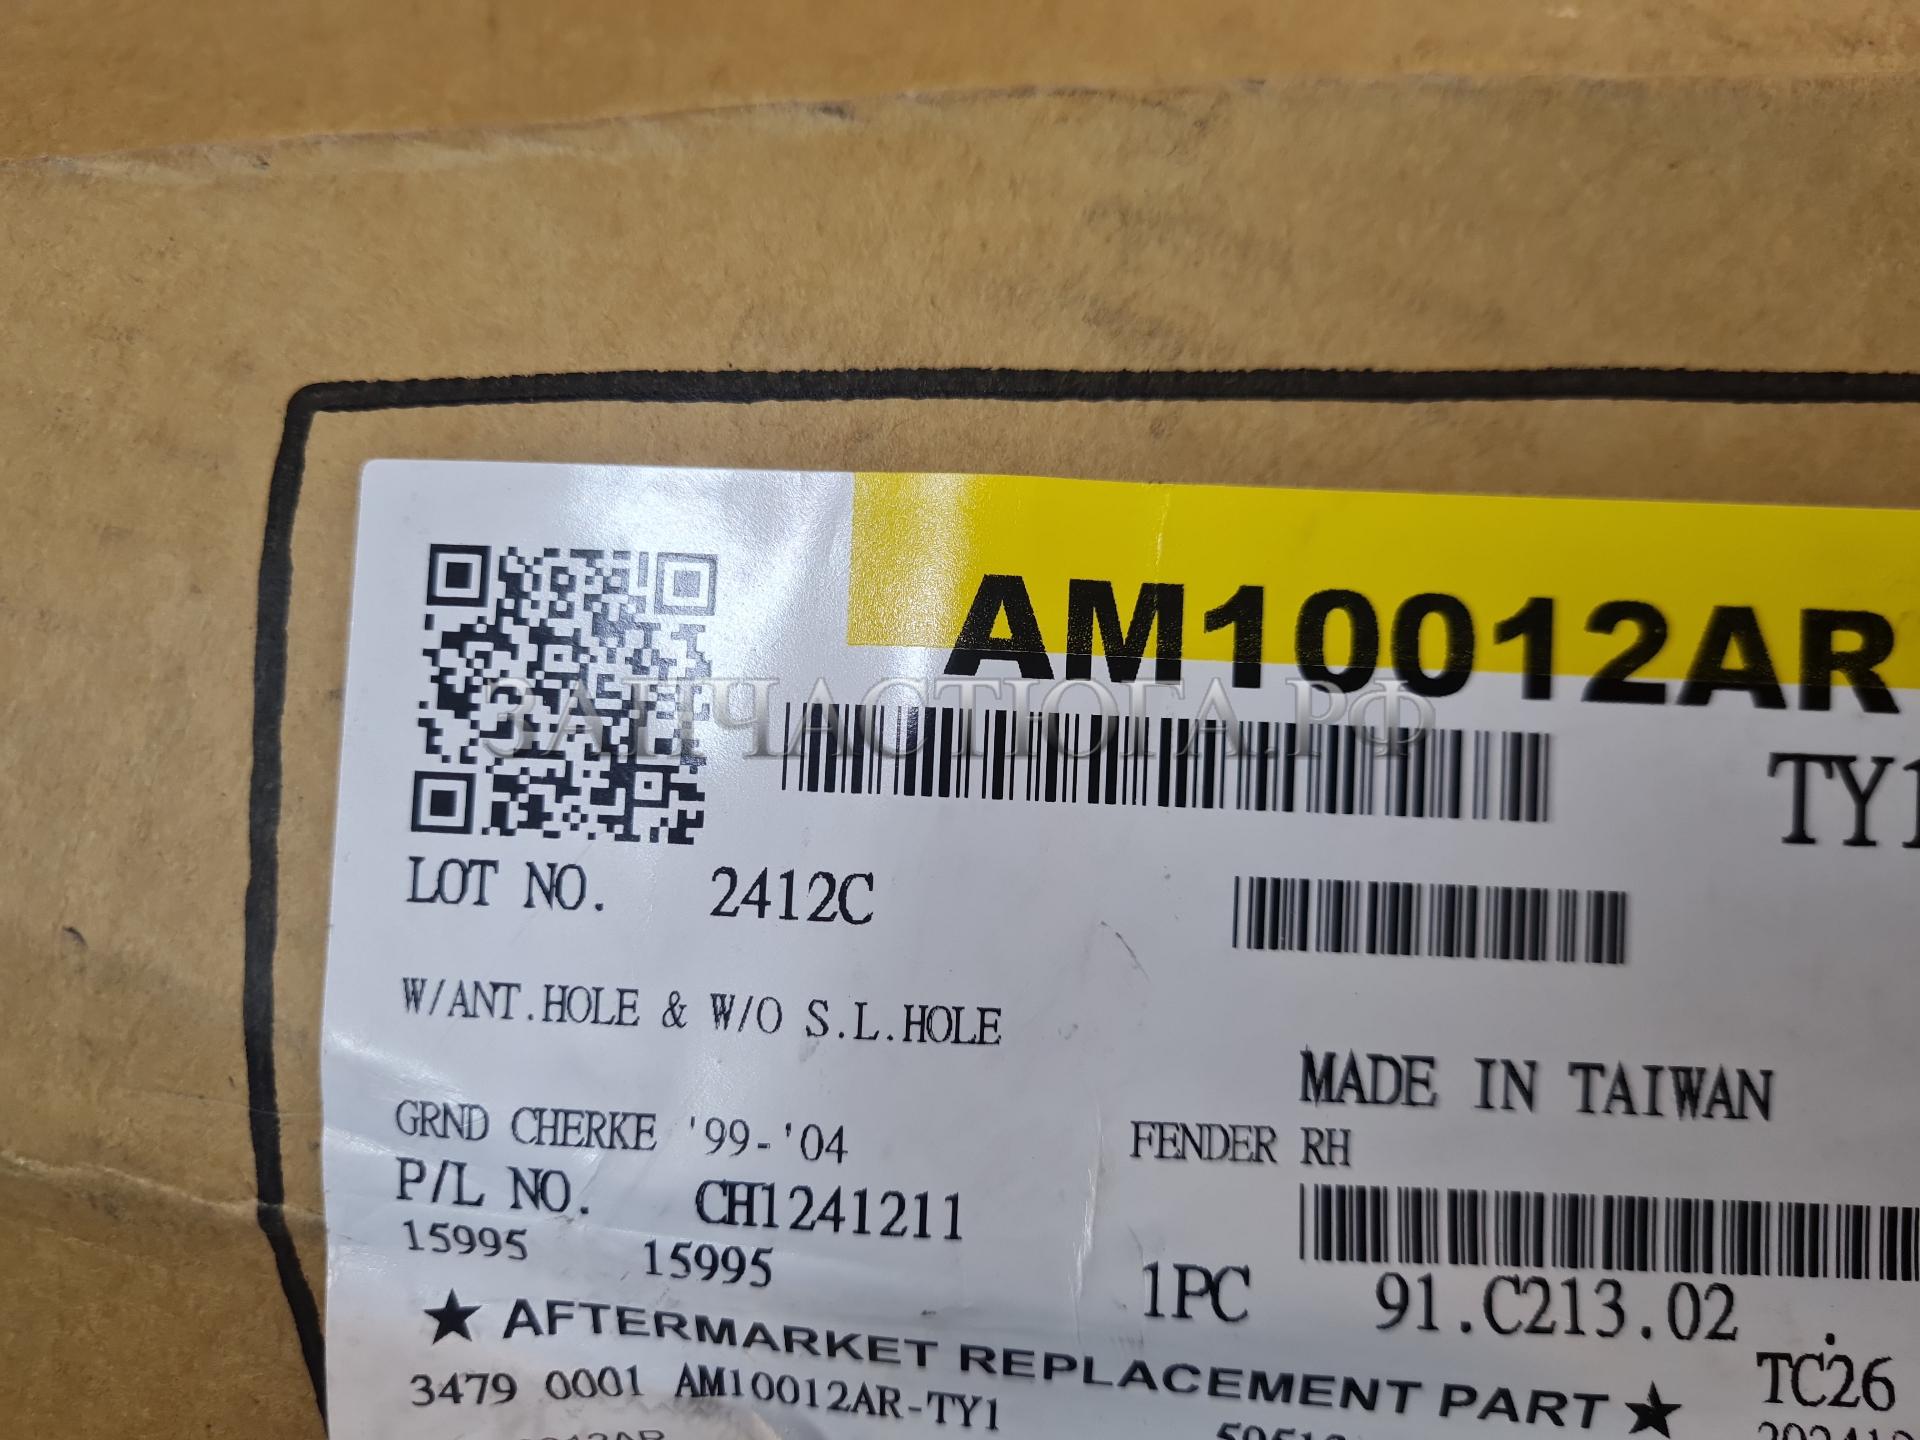 AM10012AR
ЗАПЧАСТЮГА.РФ
TY1
LOT NO. 2412C
W/ANT.HOLE & W/O S.L.HOLE
MADE IN TAIWAN
GRND CHERKE '99-'04
FENDER RH
P/L NO. CH1241211
15995 15995
1PC 91.C213.02
★ AFTERMARKET REPLACEMENT PART ★
TC26
3479 0001 AM10012AR-TY1